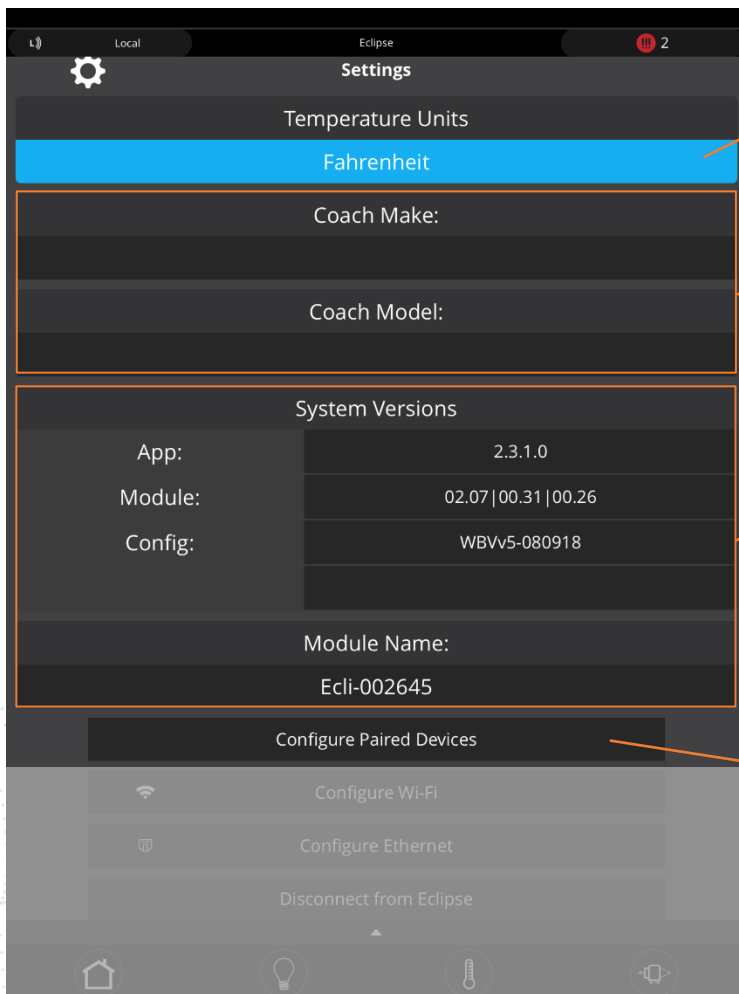 L Local Eclipse !!! 2
Settings
Temperature Units
Fahrenheit
Coach Make:
Coach Model:
System Versions
App: 2.3.1.0
Module: 02.07|00.31|00.26
Config: WBVv5-080918
Module Name:
Ecli-002645
Configure Paired Devices
Configure Wi-Fi
Configure Ethernet
Disconnect from Eclipse